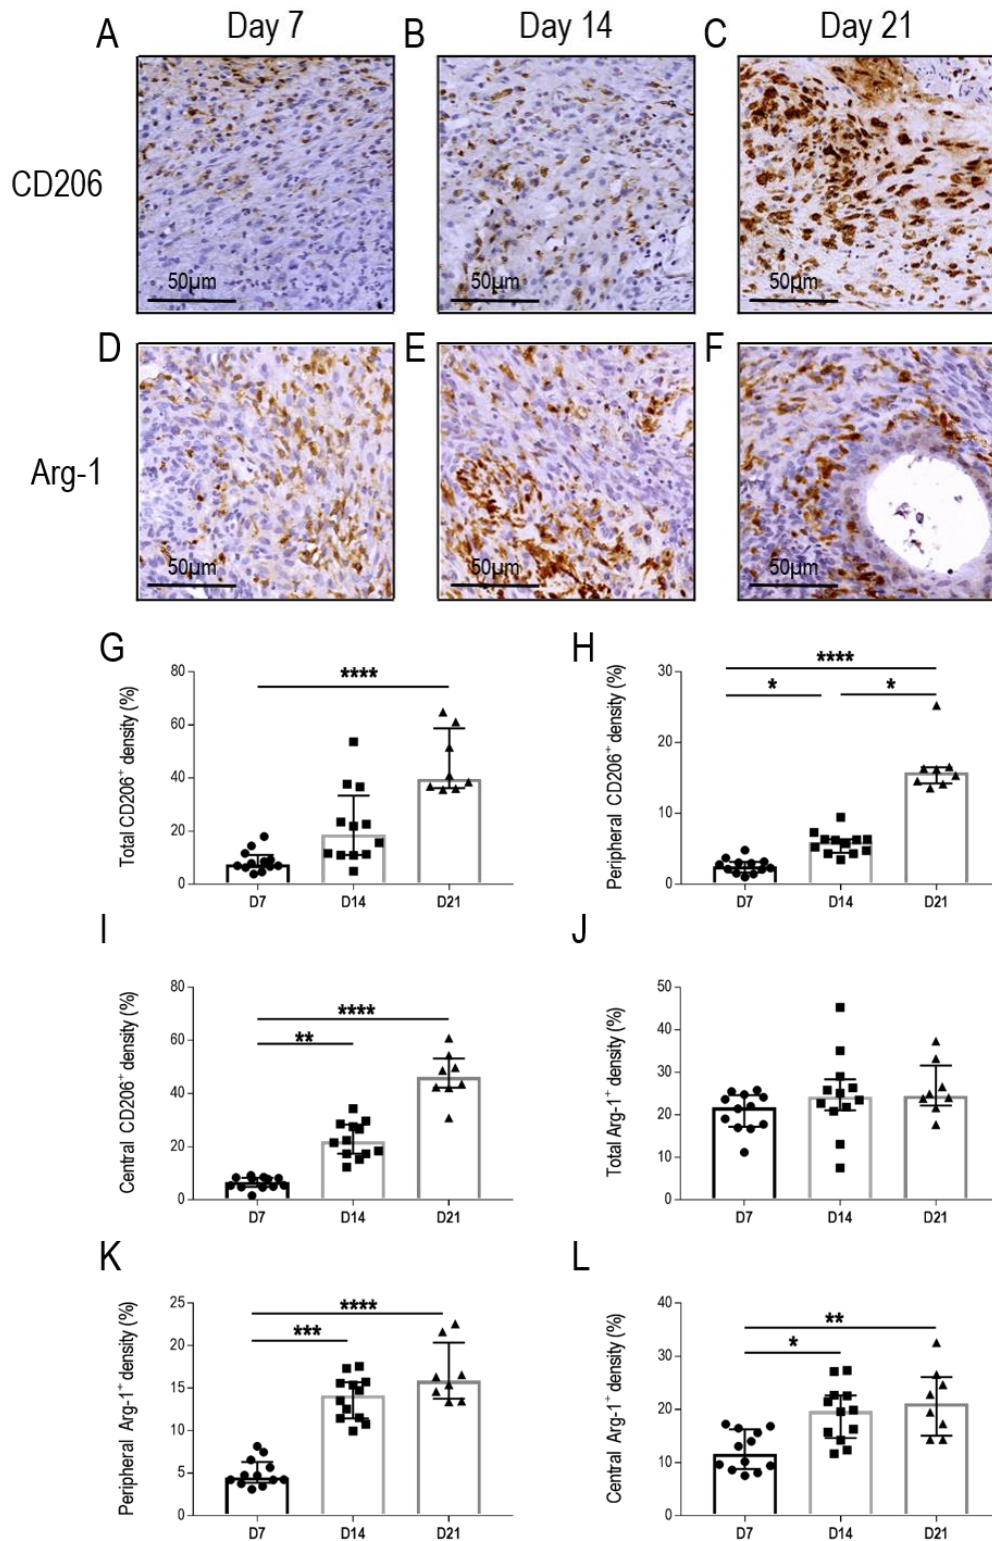 A Day 7 B Day 14 C Day 21
CD206
50µm 50µm 50µm
D E F
Arg-1
50µm 50µm 50µm
G H
Total CD206+ density (%)
80
60
40
20
0
****
D7 D14 D21
Peripheral CD206+ density (%)
30
20
10
0
****
* *
D7 D14 D21
I J
Central CD206+ density (%)
80
60
40
20
0
****
**
D7 D14 D21
Total Arg-1+ density (%)
50
40
30
20
10
0
D7 D14 D21
K L
Peripheral Arg-1+ density (%)
25
20
15
10
5
0
****
***
D7 D14 D21
Central Arg-1+ density (%)
40
30
20
10
0
**
*
D7 D14 D21